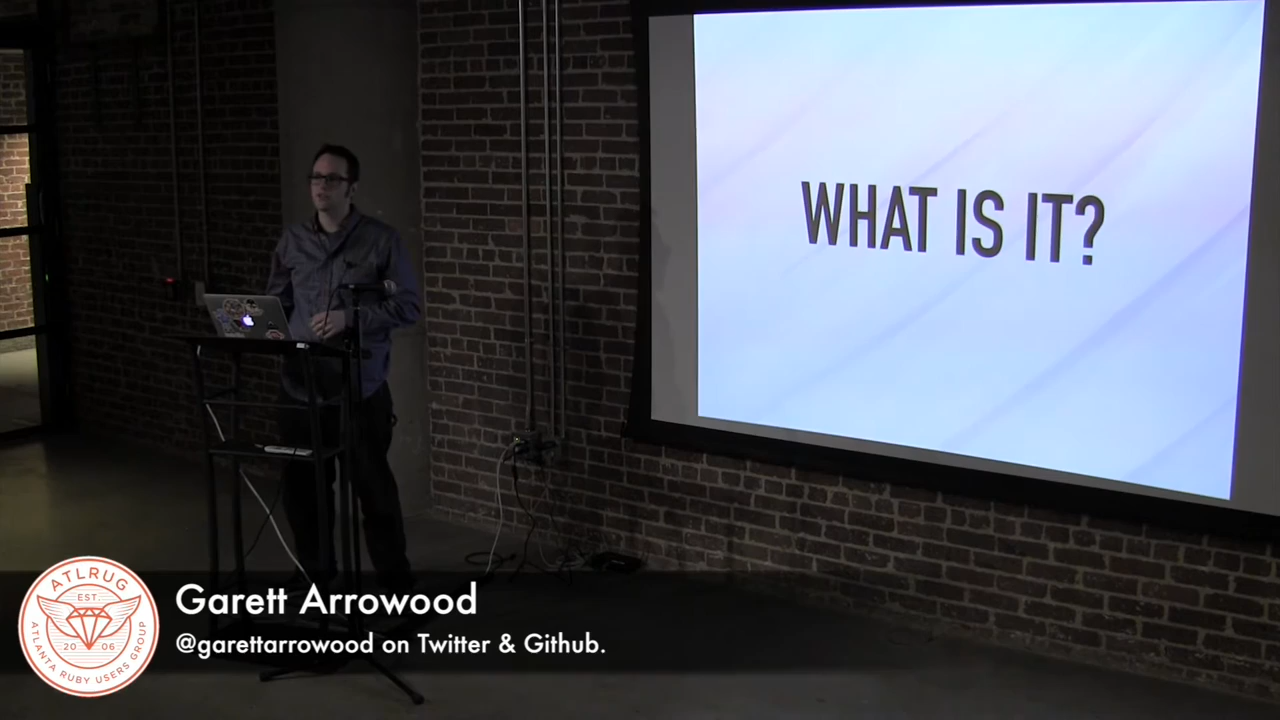 WHAT IS IT?
ATLRUG
EST.
20 06
ATLANTA RUBY USERS GROUP
Garett Arrowood
@garettarrowood on Twitter & Github.